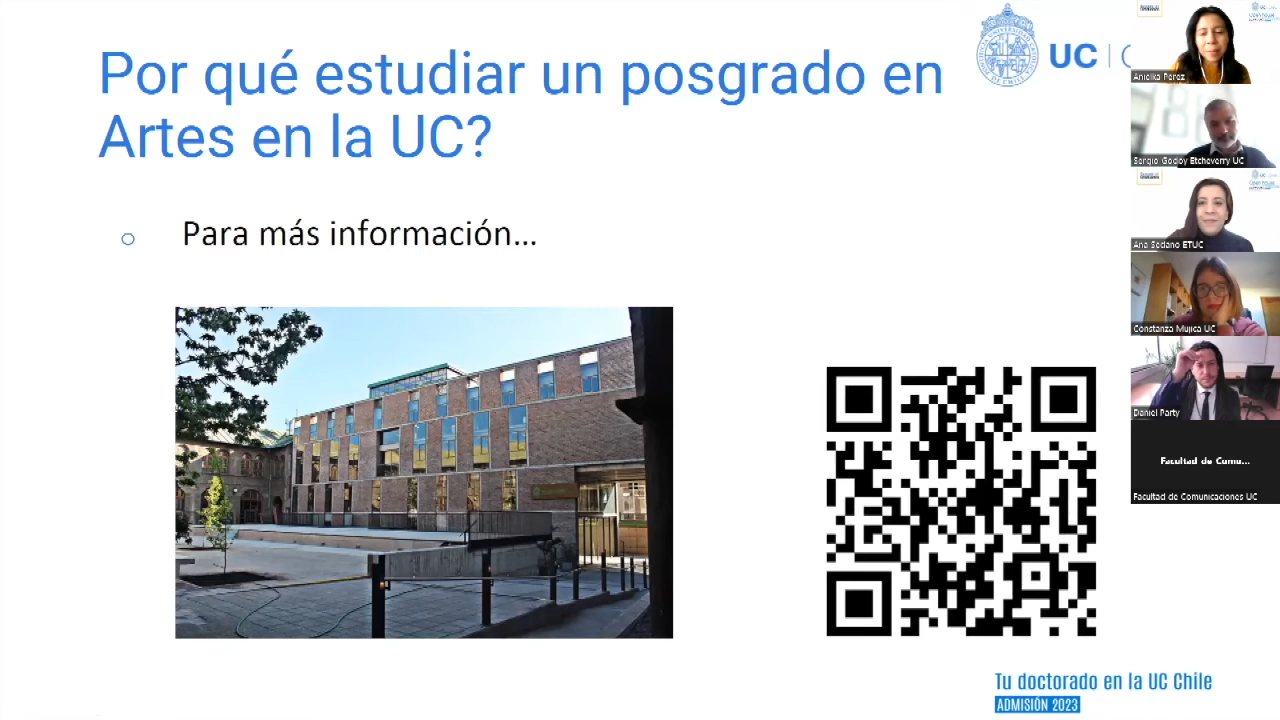 Por qué estudiar un posgrado en
Artes en la UC?
UC
Para más información...
Tu doctorado en la UC Chile
ADMISIÓN 2023
Anielka Perez
Sergio Godoy Etcheverry UC
Ana Sedano ETUC
Constanza Mujica UC
Daniel Party
Facultad de Comu...
Facultad de Comunicaciones UC